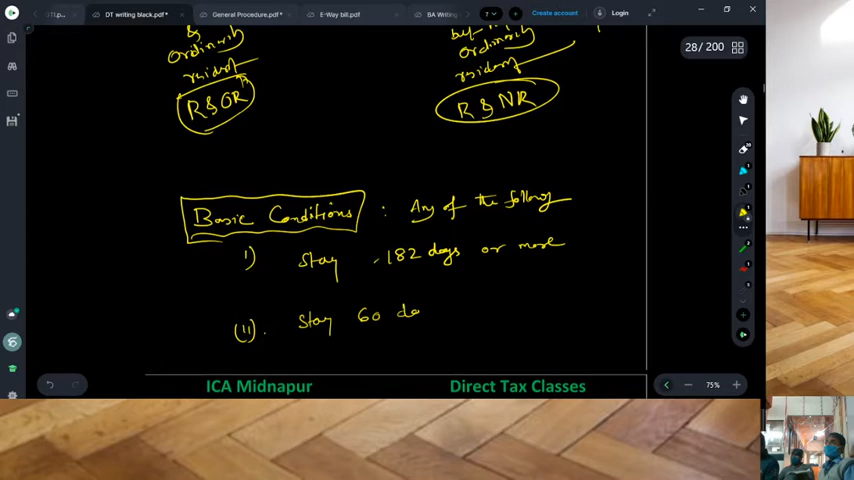 DT writing black.pdf* General Procedure.pdf* E-Way bill.pdf BA Writing 7 Create account Login
28 / 200
&
ordinarily ordinarily
resident resident
R & OR R & NR
Basic Conditions : Any of the following
i) Stay 182 days or more
(ii). Stay 60 da
ICA Midnapur Direct Tax Classes
75%